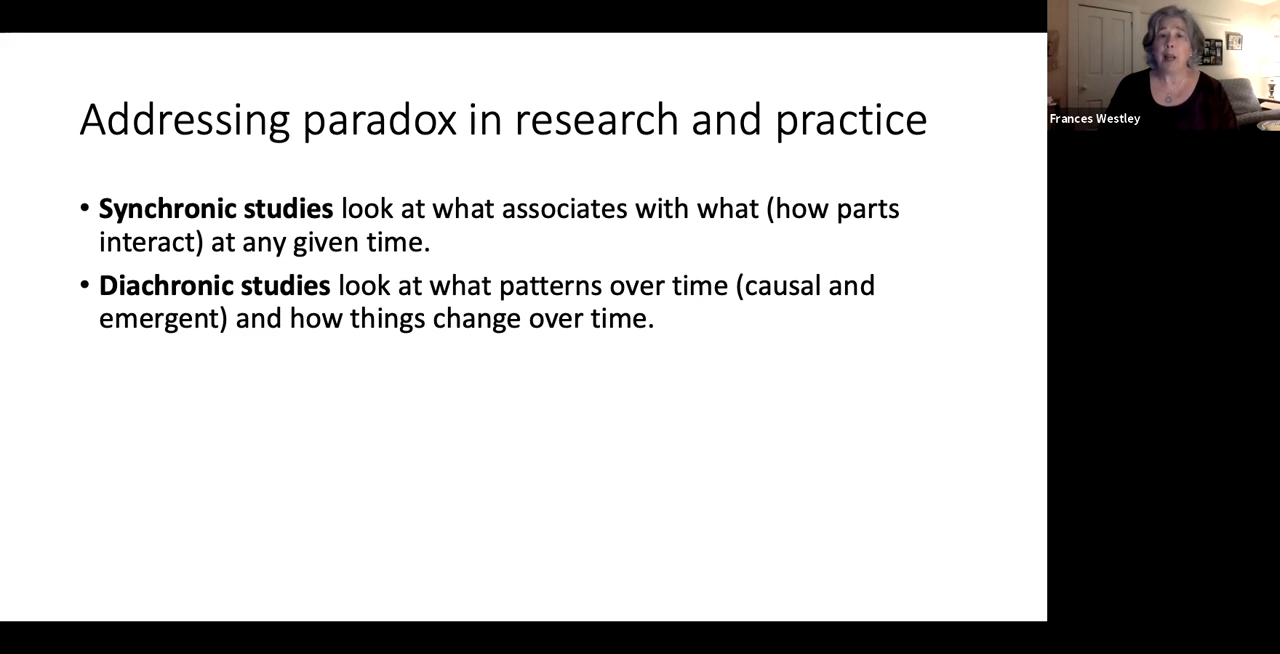 Addressing paradox in research and practice
• Synchronic studies look at what associates with what (how parts
interact) at any given time.
• Diachronic studies look at what patterns over time (causal and
emergent) and how things change over time.
Frances Westley